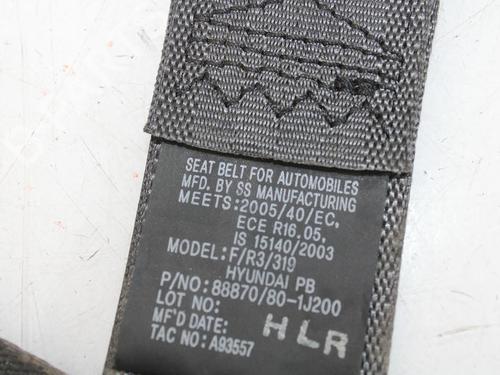 SEAT BELT FOR AUTOMOBILES
MFD. BY SS MANUFACTURING
MEETS:2005/40/EC,
ECE R16.05,
IS 15140/2003
MODEL:F/R3/319
HYUNDAI PB
P/NO:88870/80-1J200
LOT NO:
MF'D DATE:
HLR
TAC NO:A93557